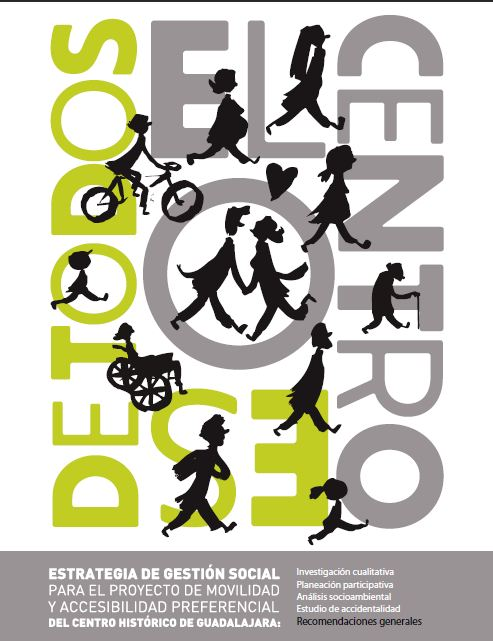 EL
CENTRO
ES
DE TODOS
ESTRATEGIA DE GESTIÓN SOCIAL
PARA EL PROYECTO DE MOVILIDAD
Y ACCESIBILIDAD PREFERENCIAL
DEL CENTRO HISTÓRICO DE GUADALAJARA:
Investigación cualitativa
Planeación participativa
Análisis socioambiental
Estudio de accidentalidad
Recomendaciones generales